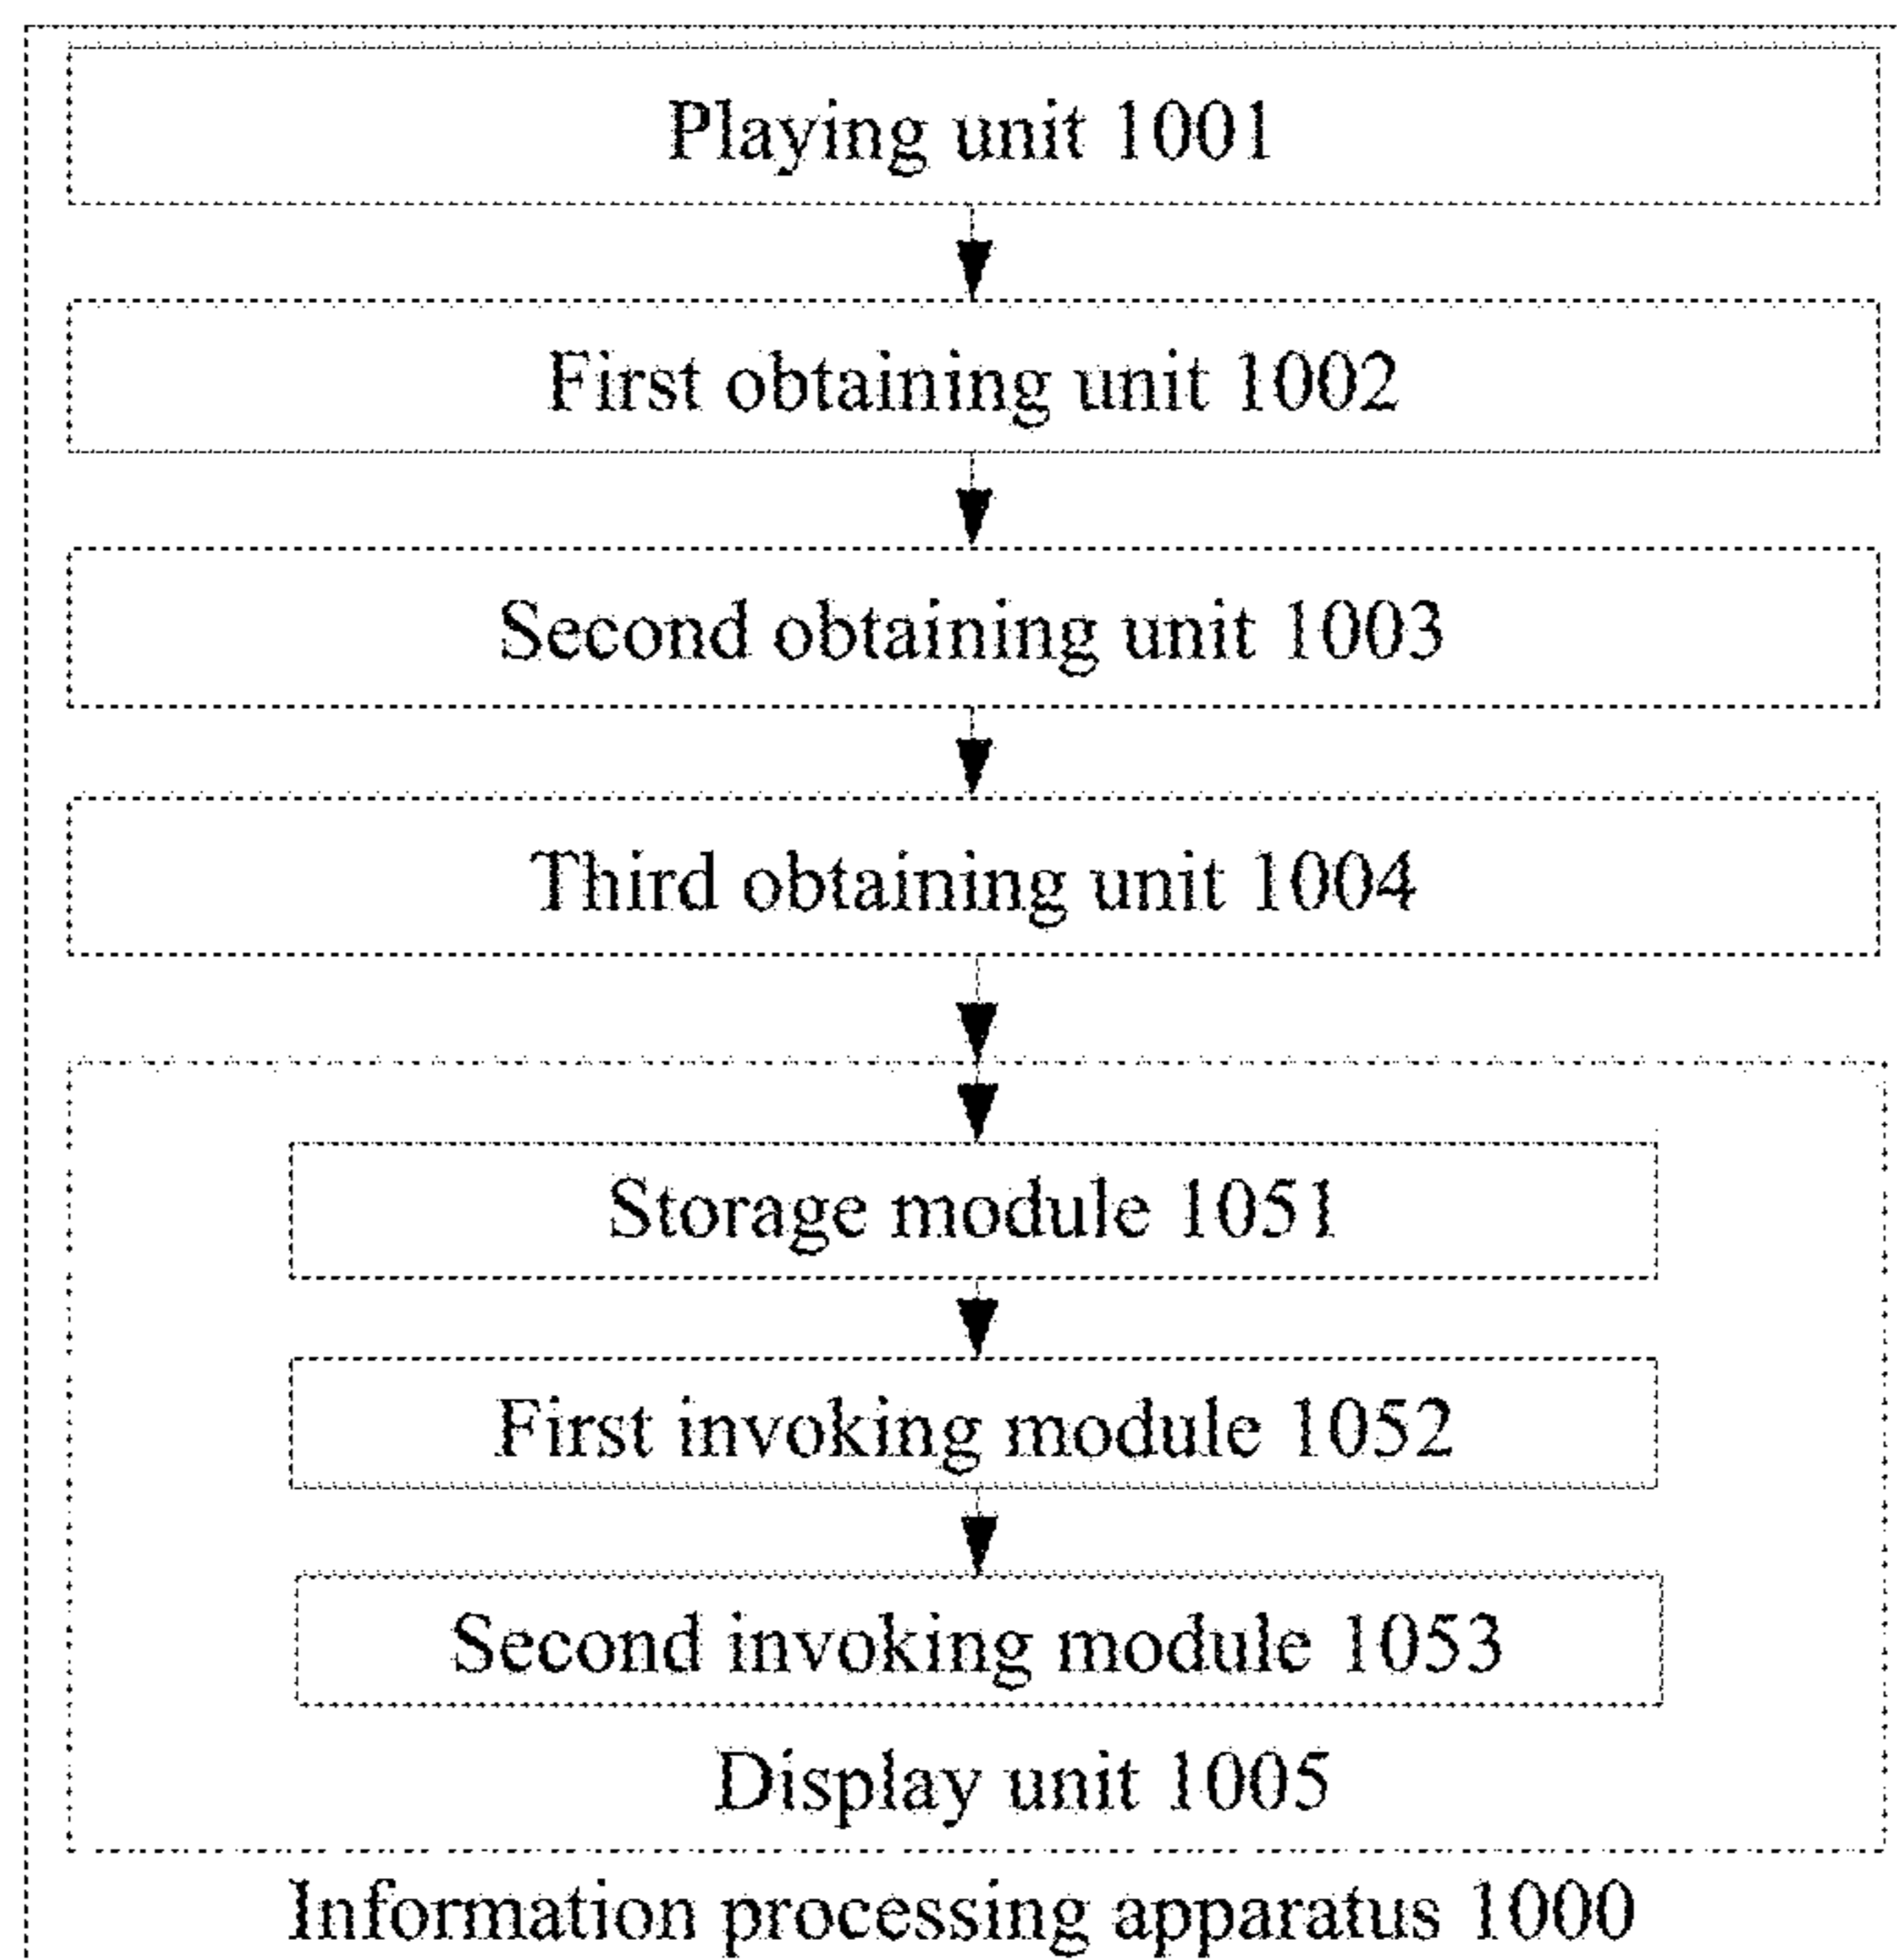 Playing unit 1001
First obtaining unit 1002
Second obtaining unit 1003
Third obtaining unit 1004
Storage module 1051
First invoking module 1052
Second invoking module 1053
Display unit 1005
Information processing apparatus 1000